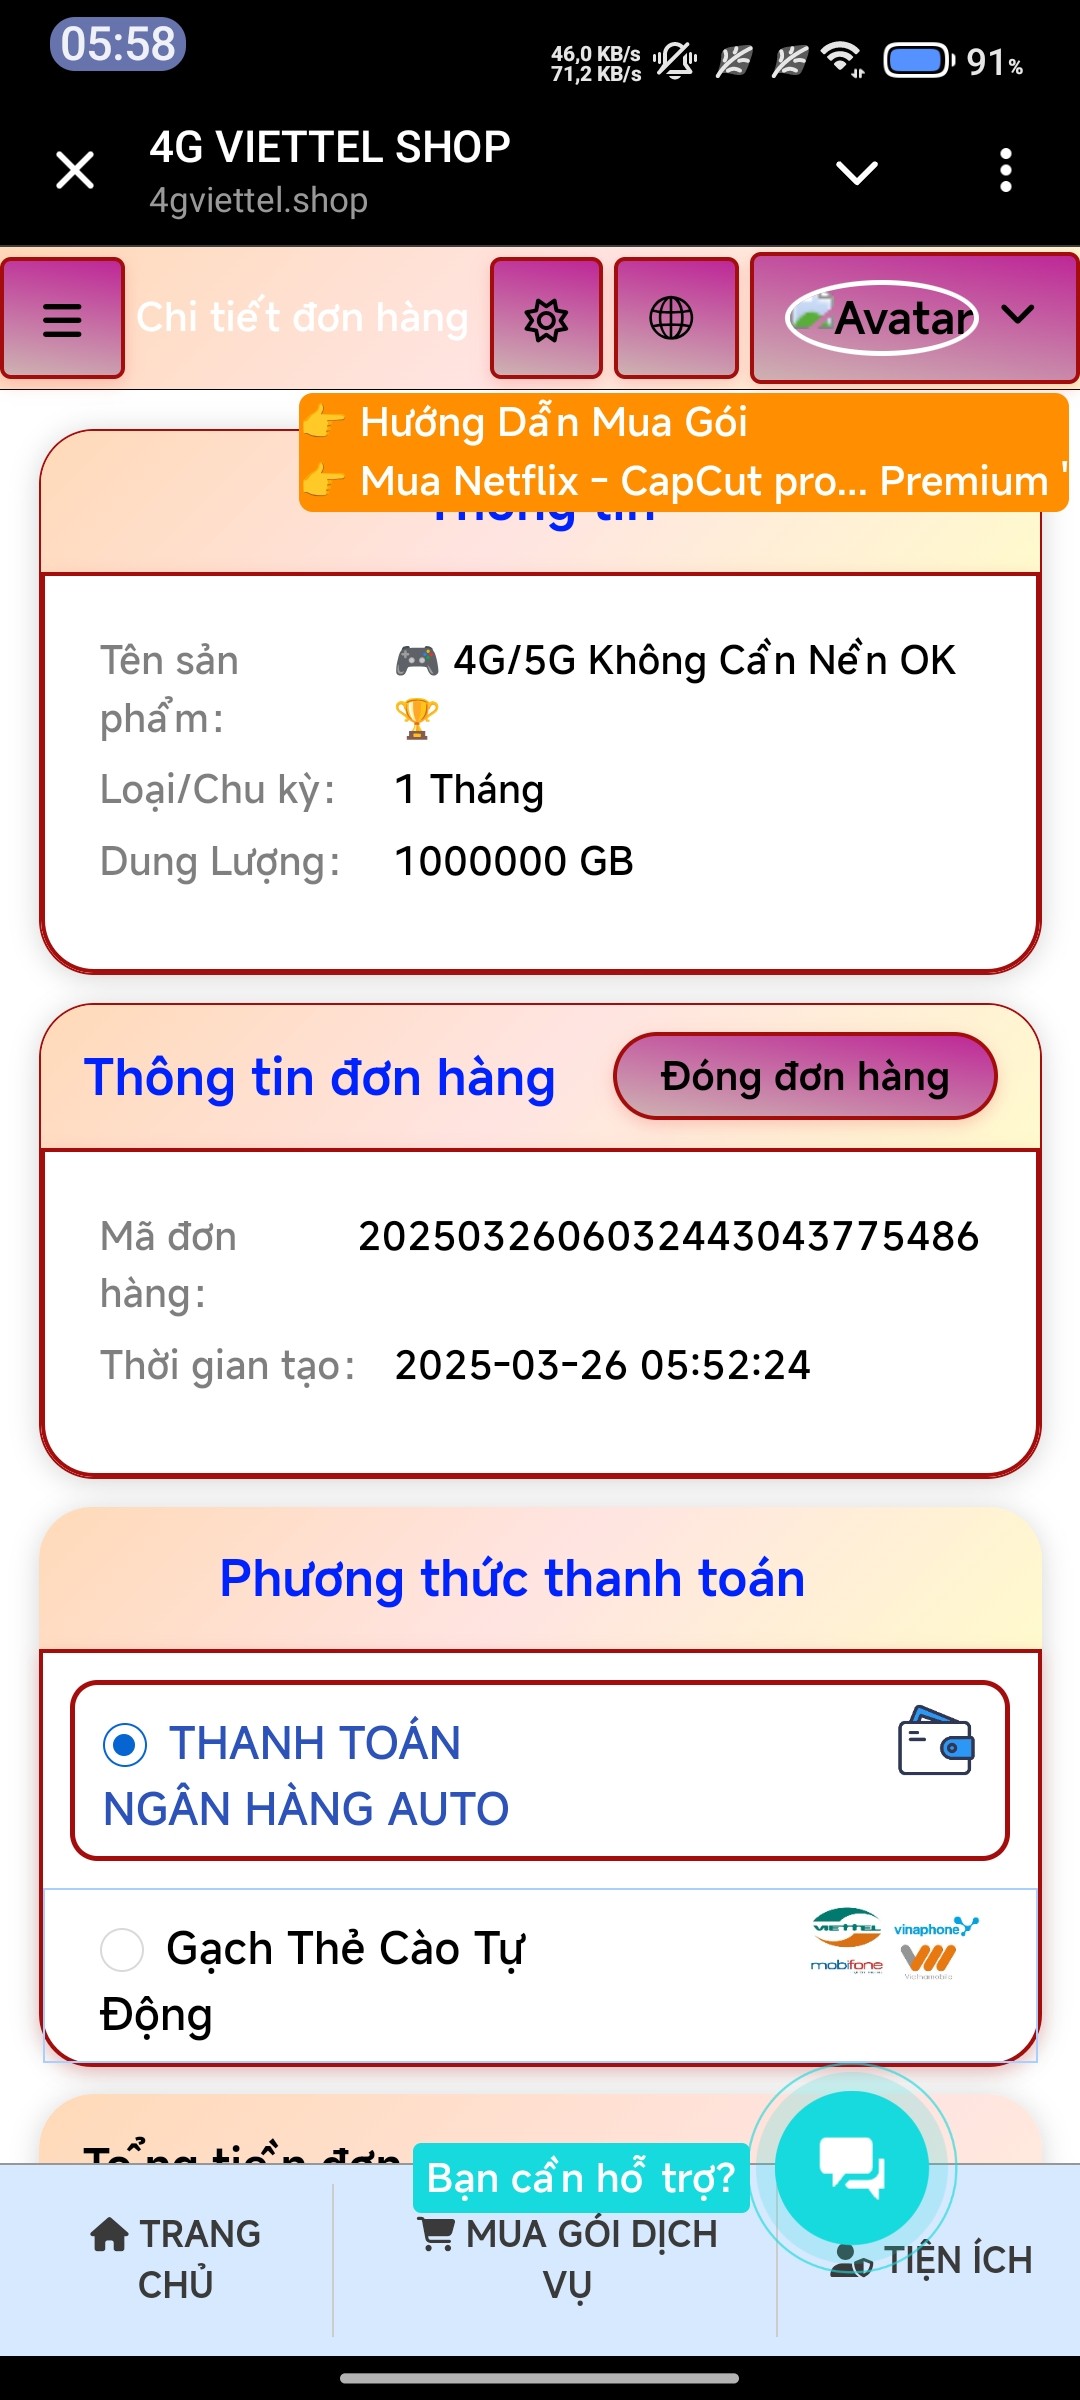 05:58
46,0 KB/s
71,2 KB/s
91%
4G VIETTEL SHOP
4gviettel.shop
Chi tiết đơn hàng
Avatar
👉 Hướng Dẫn Mua Gói
👉 Mua Netflix - CapCut pro... Premium
Thông tin
Tên sản phẩm:
🎮 4G/5G Không Cần Nền OK 🏆
Loại/Chu kỳ: 1 Tháng
Dung Lượng: 1000000 GB
Thông tin đơn hàng
Đóng đơn hàng
Mã đơn hàng:
2025032606032443043775486
Thời gian tạo: 2025-03-26 05:52:24
Phương thức thanh toán
THANH TOÁN
NGÂN HÀNG AUTO
Gạch Thẻ Cào Tự
Động
VIETTEL
vinaphone
mobifone
Vietnamobile
Tổng tiền đơn
Bạn cần hỗ trợ?
TRANG CHỦ
MUA GÓI DỊCH VỤ
TIỆN ÍCH